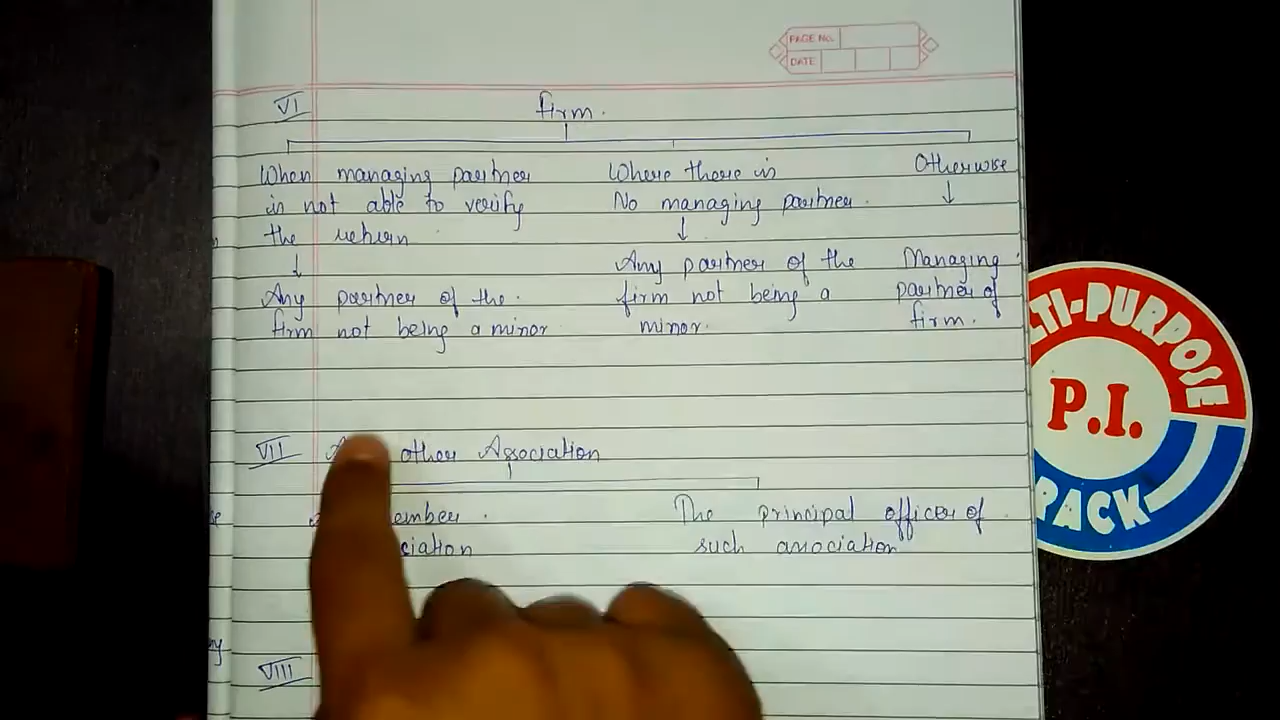 PAGE No.
DATE
VI firm.
When managing partner
is not able to verify
the return
Any partner of the
firm not being a minor
Where there is
No managing partner.
Any partner of the
firm not being a
minor.
Otherwise
Managing
partner of
firm.
VII other Association
The principal officer of
such association
VIII
MULTI-PURPOSE
P.I.
PACK